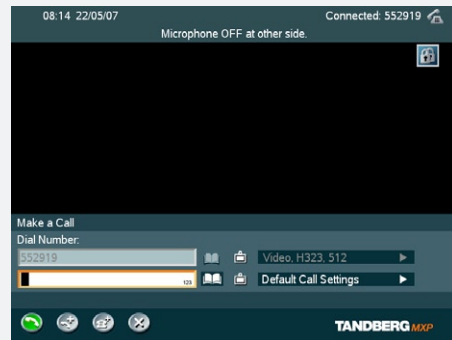 08:14 22/05/07
Connected: 552919
Microphone OFF at other side.
Make a Call
Dial Number:
552919
Video, H323, 512
123
Default Call Settings
TANDBERG MXP